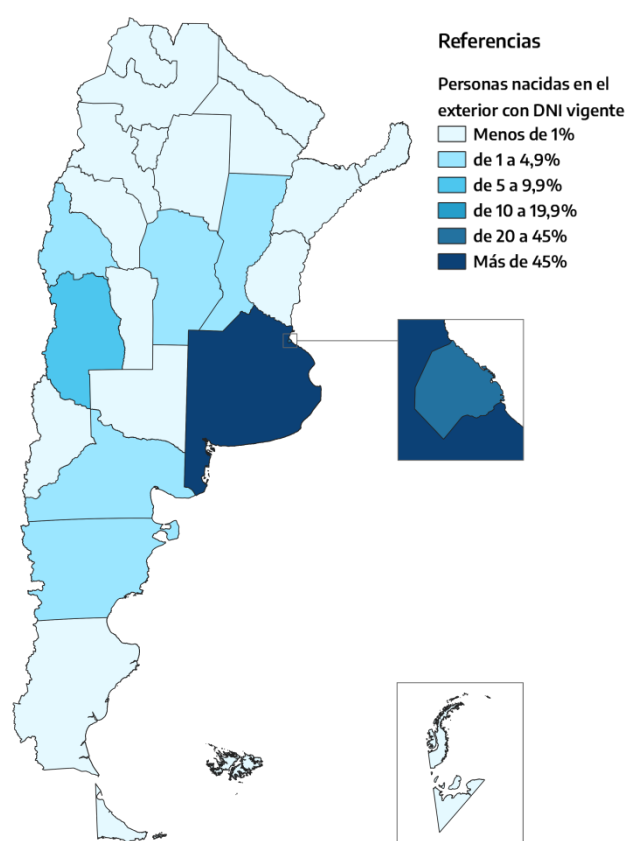 Referencias
Personas nacidas en el
exterior con DNI vigente
Menos de 1%
de 1 a 4,9%
de 5 a 9,9%
de 10 a 19,9%
de 20 a 45%
Más de 45%